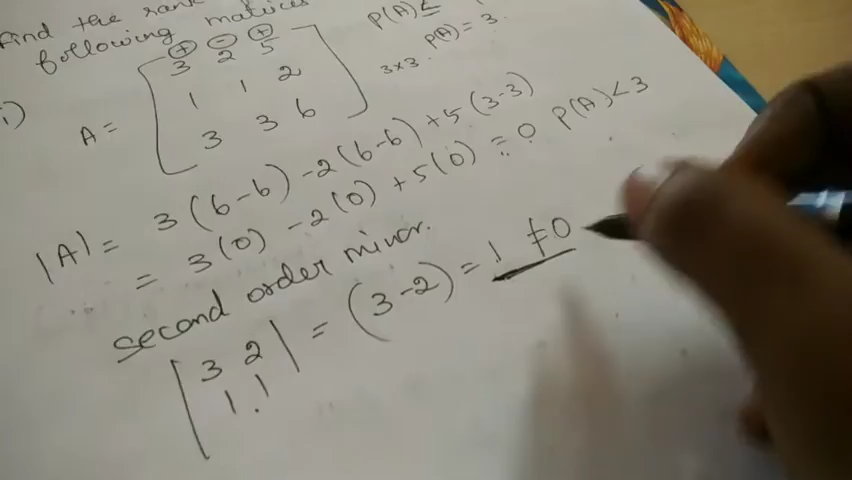 Find the rank
following matrices
P(A) ≤
P(A) = 3.
3×3.
+ - +
i) A = [ 3 2 5
1 1 2
3 3 6 ]
|A| = 3(6-6) -2(6-6) +5(3-3)
= 3(0) -2(0) +5(0) = 0 P(A)<3
second order minor.
| 3 2
1 1 | = (3-2) = 1 ≠0